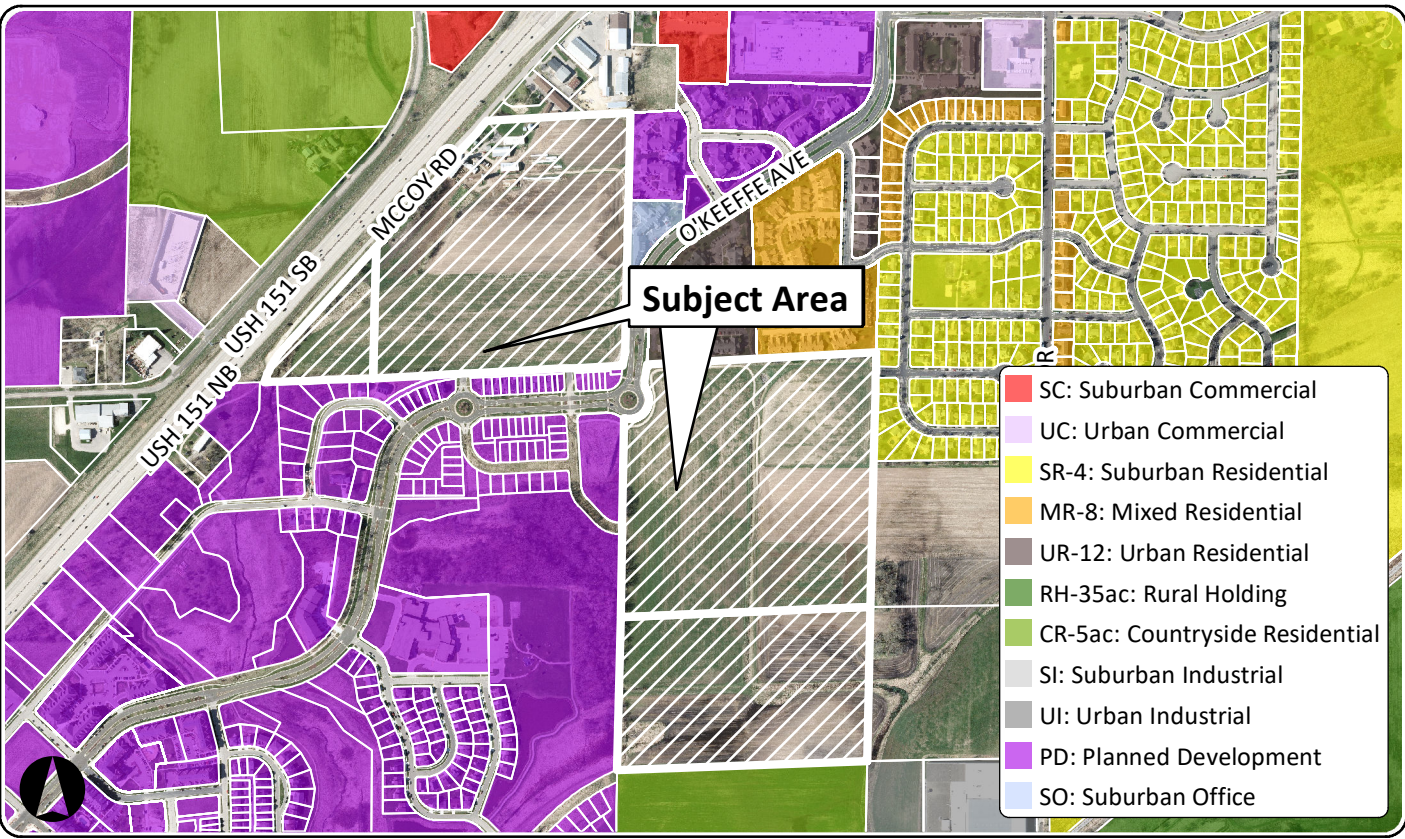 MCCOY RD
O'KEEFFE AVE
USH 151 SB
USH 151 NB
Subject Area
SC: Suburban Commercial
UC: Urban Commercial
SR-4: Suburban Residential
MR-8: Mixed Residential
UR-12: Urban Residential
RH-35ac: Rural Holding
CR-5ac: Countryside Residential
SI: Suburban Industrial
UI: Urban Industrial
PD: Planned Development
SO: Suburban Office